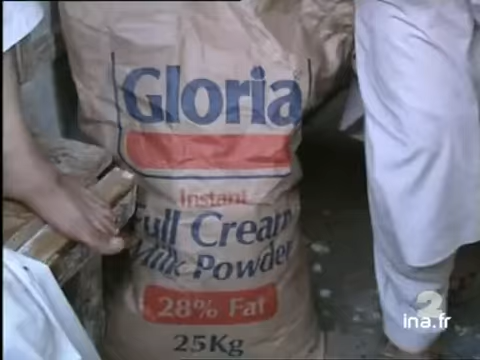 Gloria
Instant
Full Cream
Milk Powder
28% Fat
25Kg
2
ina.fr